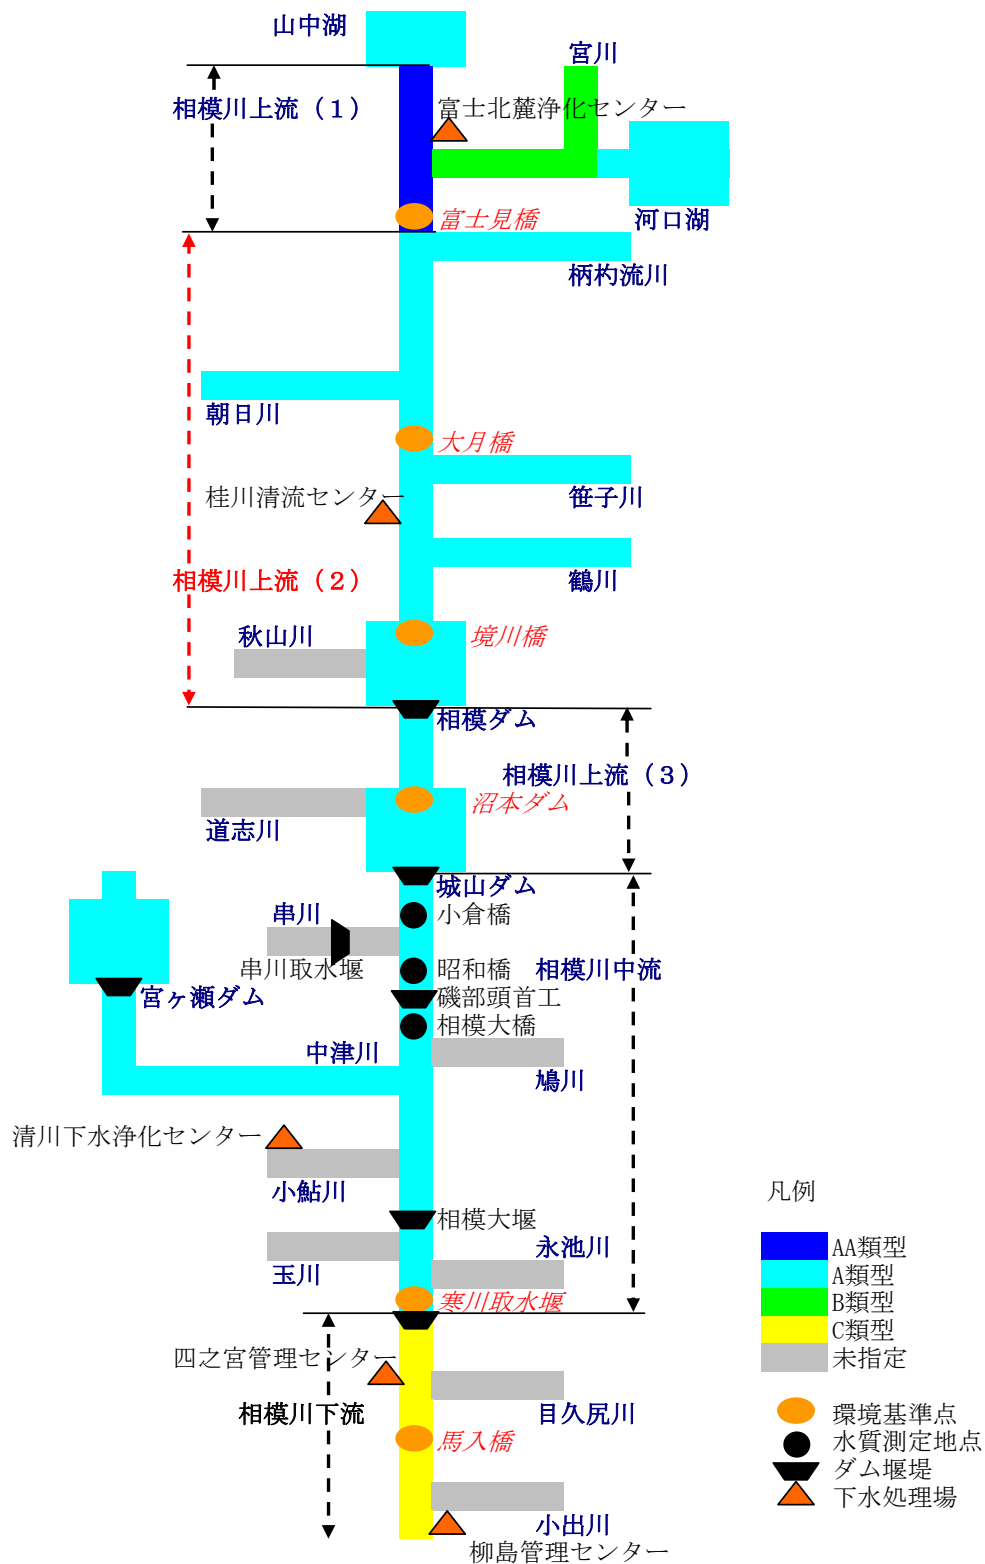 山中湖
宮川
相模川上流（１）
富士北麓浄化センター
富士見橋
河口湖
柄杓流川
朝日川
大月橋
桂川清流センター
笹子川
相模川上流（２）
鶴川
秋山川
境川橋
相模ダム
相模川上流（３）
沼本ダム
道志川
城山ダム
串川
小倉橋
串川取水堰
昭和橋
相模川中流
宮ヶ瀬ダム
磯部頭首工
相模大橋
中津川
鳩川
清川下水浄化センター
小鮎川
凡例
相模大堰
永池川
AA類型
玉川
A類型
寒川取水堰
B類型
C類型
四之宮管理センター
未指定
相模川下流
目久尻川
環境基準点
馬入橋
水質測定地点
ダム堰堤
下水処理場
小出川
柳島管理センター